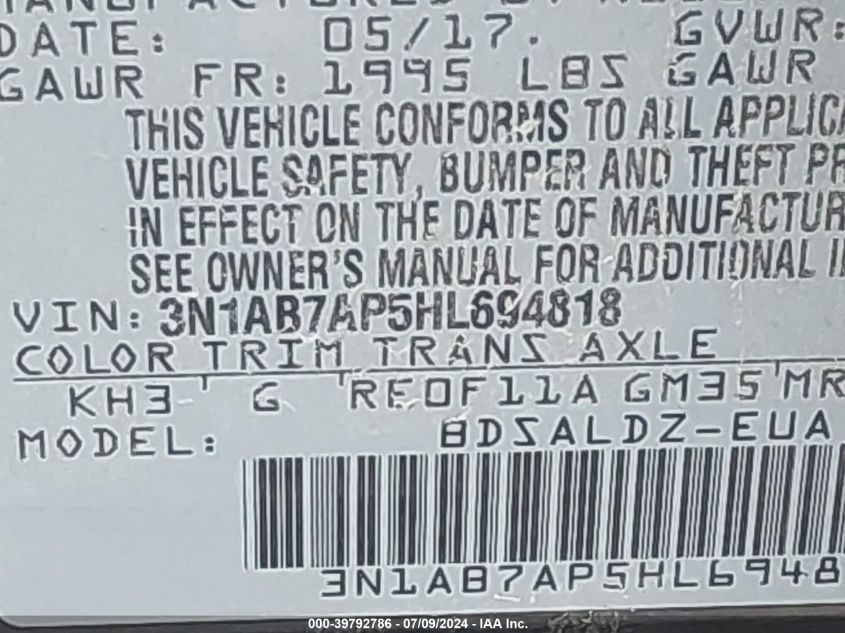 DATE: 05/17. GVWR:
GAWR FR: 1995 LBS GAWR
THIS VEHICLE CONFORMS TO ALL APPLICA
VEHICLE SAFETY, BUMPER AND THEFT PR
IN EFFECT ON THE DATE OF MANUFACTUR
SEE OWNER'S MANUAL FOR ADDITIONAL I
VIN: 3N1AB7AP5HL694818
COLOR TRIM TRANS AXLE
KH3 G RE0F11A GM35 MR
MODEL: BDSALDZ-EUA
3N1AB7AP5HL6948
000-39792786 - 07/09/2024 - IAA Inc.